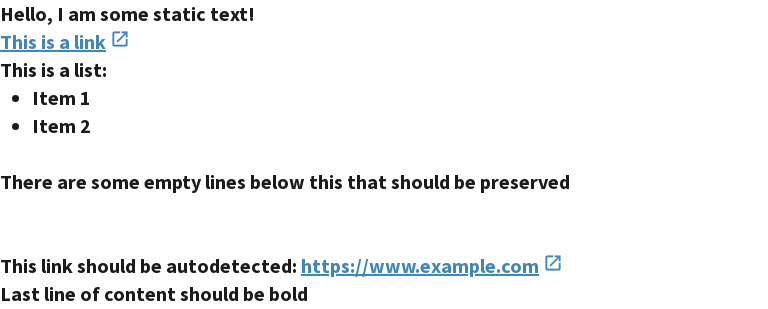 Hello, I am some static text!
This is a link
This is a list:
• Item 1
• Item 2
There are some empty lines below this that should be preserved
This link should be autodetected: https://www.example.com
Last line of content should be bold